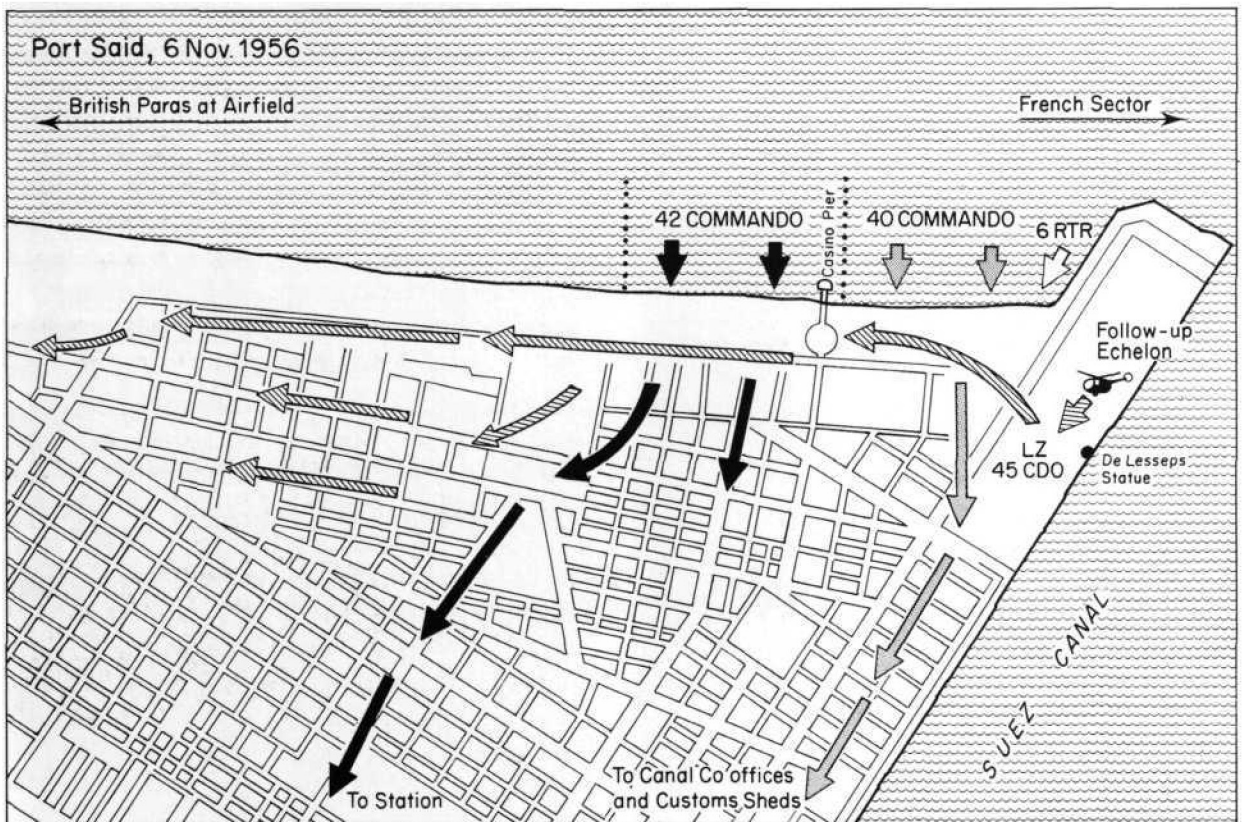 Port Said, 6 Nov. 1956
British Paras at Airfield
French Sector
42 COMMANDO
Casino Pier
40 COMMANDO
6 RTR
Follow-up
Echelon
LZ
45 CDO
De Lesseps
Statue
SUEZ CANAL
To Station
To Canal Co offices
and Customs Sheds